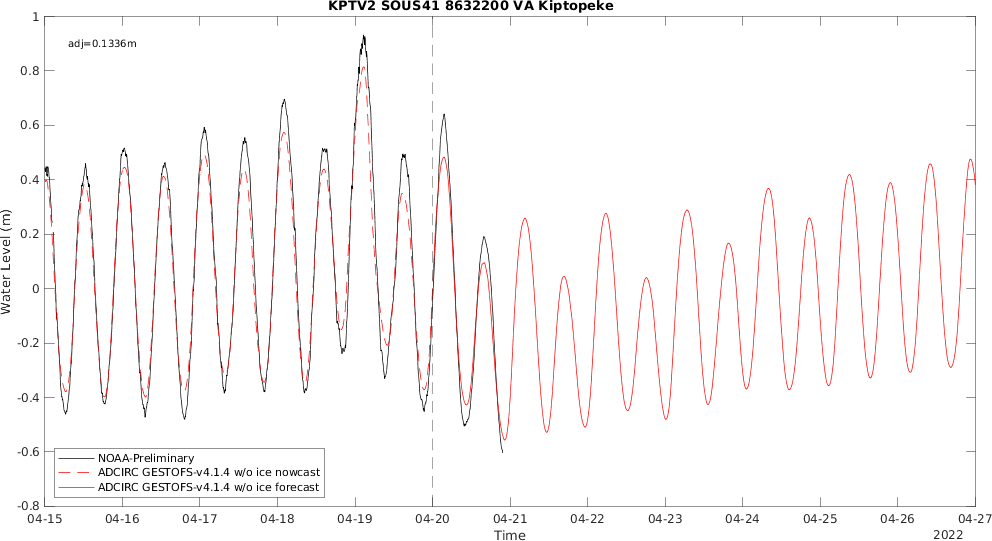 KPTV2 SOUS41 8632200 VA Kiptopeke
adj=0.1336m
1
0.8
0.6
0.4
0.2
0
-0.2
-0.4
-0.6
-0.8
Water Level (m)
NOAA-Preliminary
ADCIRC GESTOFS-v4.1.4 w/o ice nowcast
ADCIRC GESTOFS-v4.1.4 w/o ice forecast
04-15 04-16 04-17 04-18 04-19 04-20 04-21 04-22 04-23 04-24 04-25 04-26 04-27
Time
2022